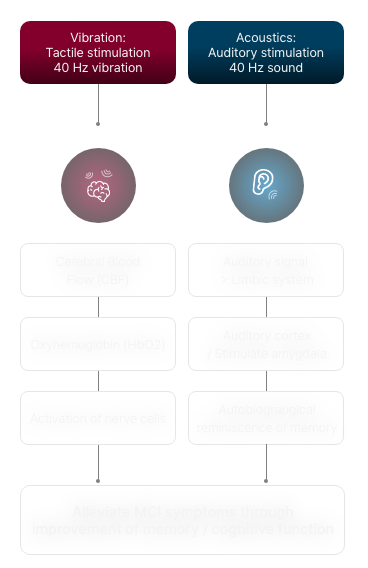 Vibration:
Tactile stimulation
40 Hz vibration
Acoustics:
Auditory stimulation
40 Hz sound
Cerebral Blood
Flow (CBF)
Auditory signal
Limbic system
Oxyhemoglobin (HbO2)
Auditory cortex
/ Stimulate amygdala
Activation of nerve cells
reminiscence of memory
Alleviate MCI symptoms through
improvement of memory / cognitive function